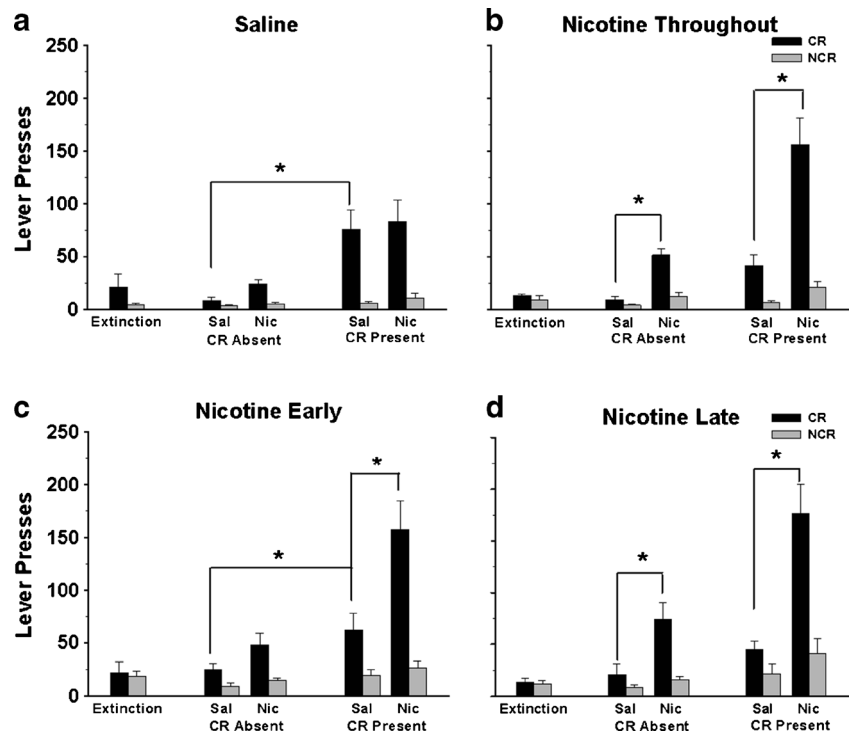 a
Saline
250
200
150
100
50
0
Lever Presses
*
Extinction
Sal Nic Sal Nic
CR Absent CR Present
b
Nicotine Throughout
CR
NCR
*
*
Extinction
Sal Nic Sal Nic
CR Absent CR Present
c
Nicotine Early
250
200
150
100
50
0
Lever Presses
*
*
Extinction
Sal Nic Sal Nic
CR Absent CR Present
d
Nicotine Late
CR
NCR
*
*
Extinction
Sal Nic Sal Nic
CR Absent CR Present